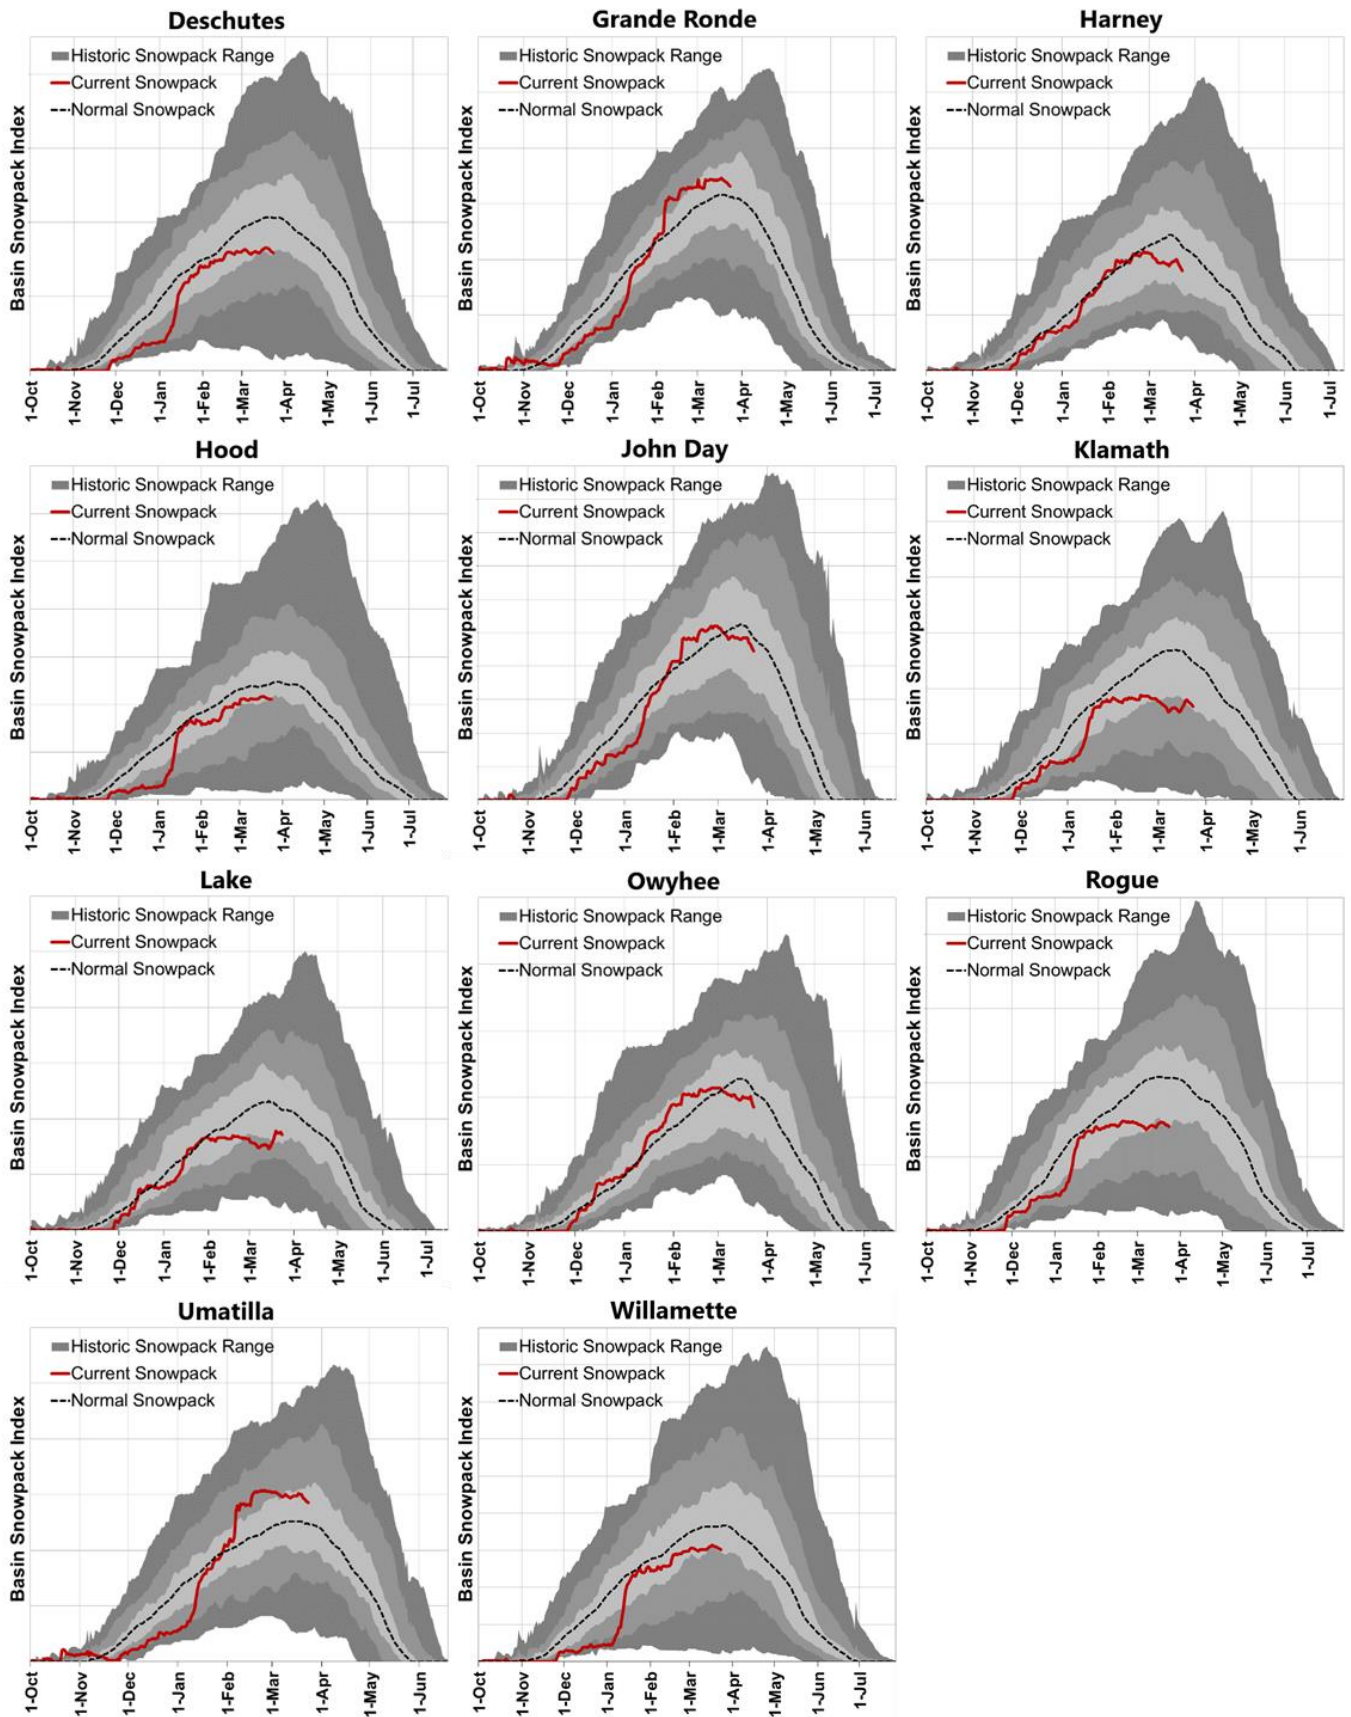 Deschutes
Historic Snowpack Range
Current Snowpack
Normal Snowpack
Basin Snowpack Index
1-Oct
1-Nov
1-Dec
1-Jan
1-Feb
1-Mar
1-Apr
1-May
1-Jun
1-Jul
Grande Ronde
Historic Snowpack Range
Current Snowpack
Normal Snowpack
Basin Snowpack Index
1-Oct
1-Nov
1-Dec
1-Jan
1-Feb
1-Mar
1-Apr
1-May
1-Jun
1-Jul
Harney
Historic Snowpack Range
Current Snowpack
Normal Snowpack
Basin Snowpack Index
1-Oct
1-Nov
1-Dec
1-Jan
1-Feb
1-Mar
1-Apr
1-May
1-Jun
1-Jul
Hood
Historic Snowpack Range
Current Snowpack
Normal Snowpack
Basin Snowpack Index
1-Oct
1-Nov
1-Dec
1-Jan
1-Feb
1-Mar
1-Apr
1-May
1-Jun
1-Jul
John Day
Historic Snowpack Range
Current Snowpack
Normal Snowpack
Basin Snowpack Index
1-Oct
1-Nov
1-Dec
1-Jan
1-Feb
1-Mar
1-Apr
1-May
1-Jun
Klamath
Historic Snowpack Range
Current Snowpack
Normal Snowpack
Basin Snowpack Index
1-Oct
1-Nov
1-Dec
1-Jan
1-Feb
1-Mar
1-Apr
1-May
1-Jun
Lake
Historic Snowpack Range
Current Snowpack
Normal Snowpack
Basin Snowpack Index
1-Oct
1-Nov
1-Dec
1-Jan
1-Feb
1-Mar
1-Apr
1-May
1-Jun
1-Jul
Owyhee
Historic Snowpack Range
Current Snowpack
Normal Snowpack
Basin Snowpack Index
1-Oct
1-Nov
1-Dec
1-Jan
1-Feb
1-Mar
1-Apr
1-May
1-Jun
Rogue
Historic Snowpack Range
Current Snowpack
Normal Snowpack
Basin Snowpack Index
1-Oct
1-Nov
1-Dec
1-Jan
1-Feb
1-Mar
1-Apr
1-May
1-Jun
1-Jul
Umatilla
Historic Snowpack Range
Current Snowpack
Normal Snowpack
Basin Snowpack Index
1-Oct
1-Nov
1-Dec
1-Jan
1-Feb
1-Mar
1-Apr
1-May
1-Jun
Willamette
Historic Snowpack Range
Current Snowpack
Normal Snowpack
Basin Snowpack Index
1-Oct
1-Nov
1-Dec
1-Jan
1-Feb
1-Mar
1-Apr
1-May
1-Jun
1-Jul